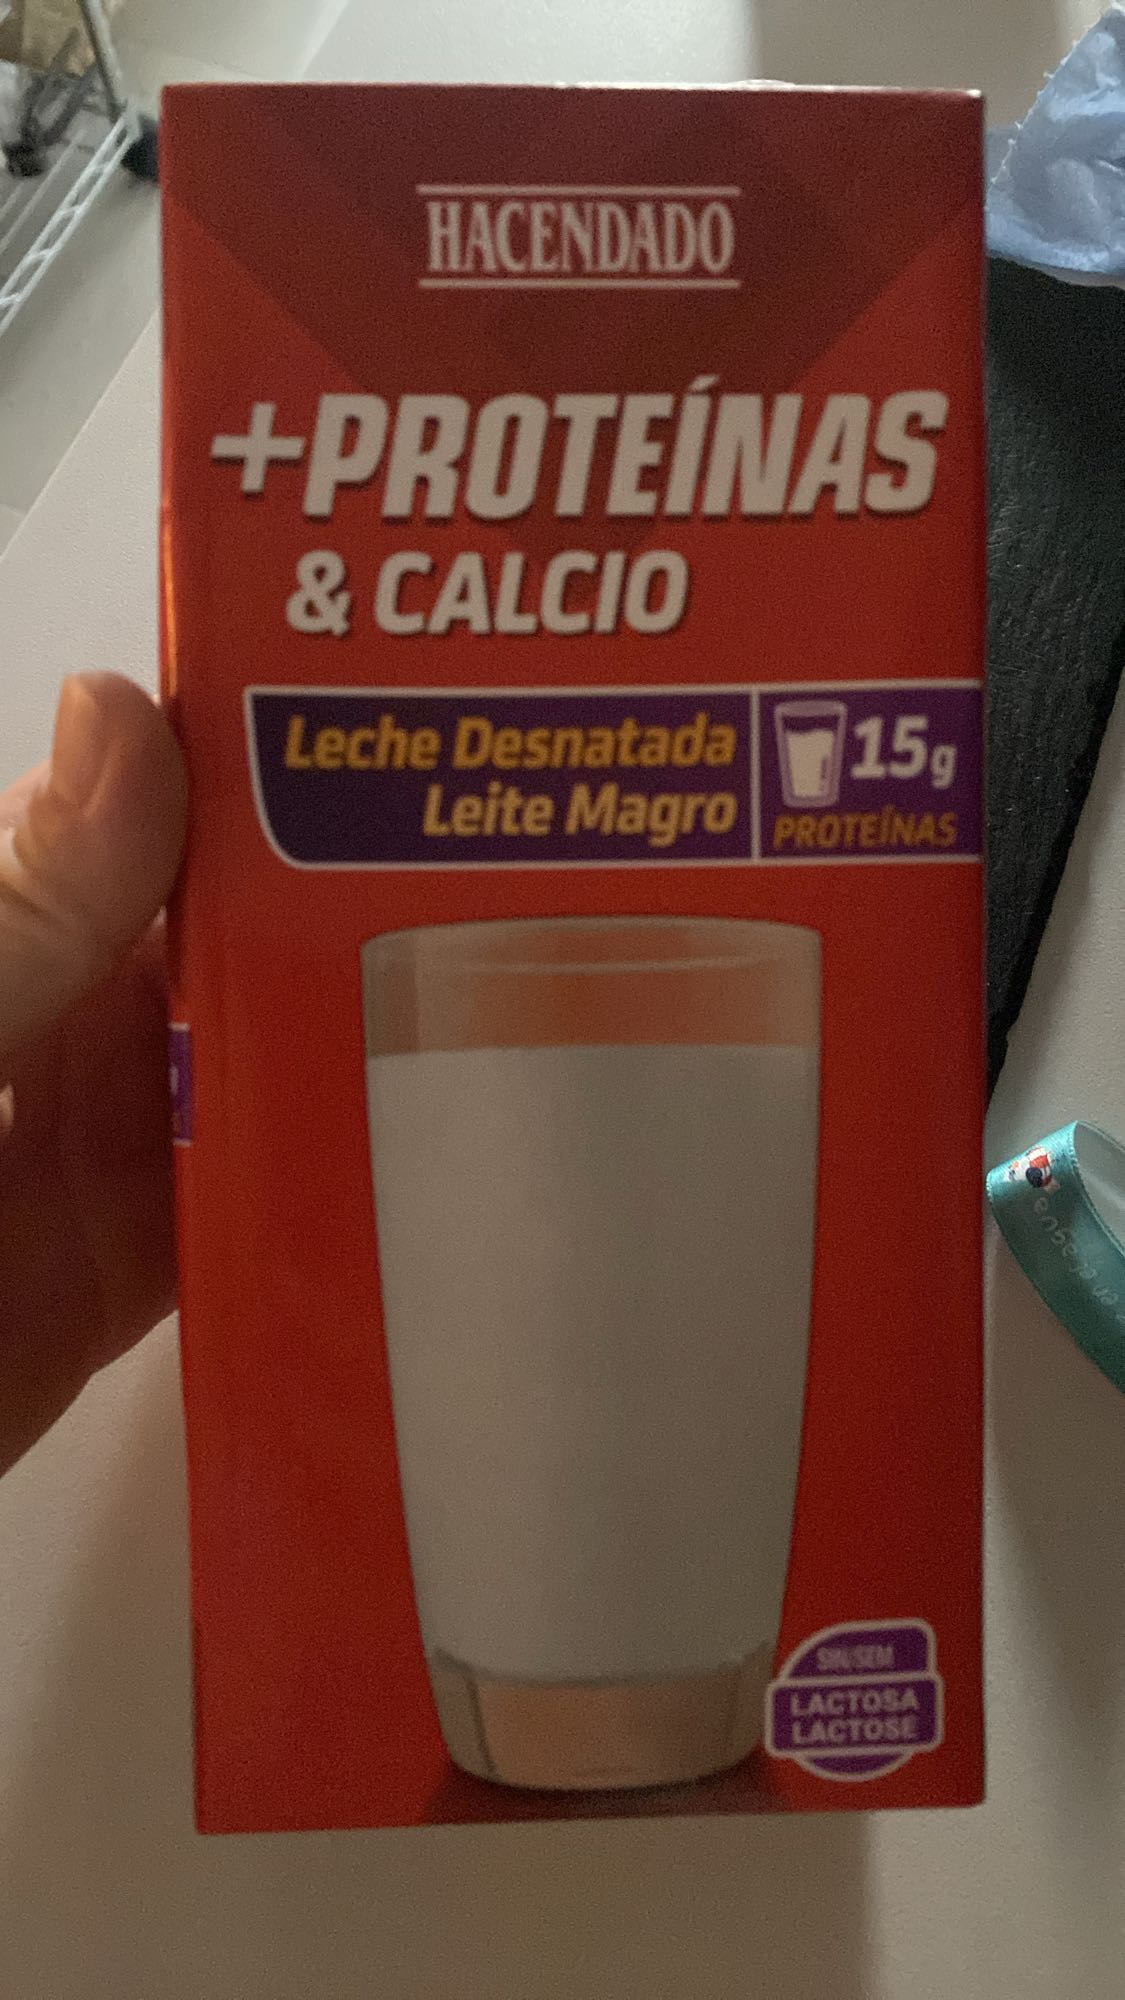 HACENDADO
+PROTEÍNAS
& CALCIO
Leche Desnatada
Leite Magro
15g
PROTEÍNAS
SIN/SEM
LACTOSA
LACTOSE